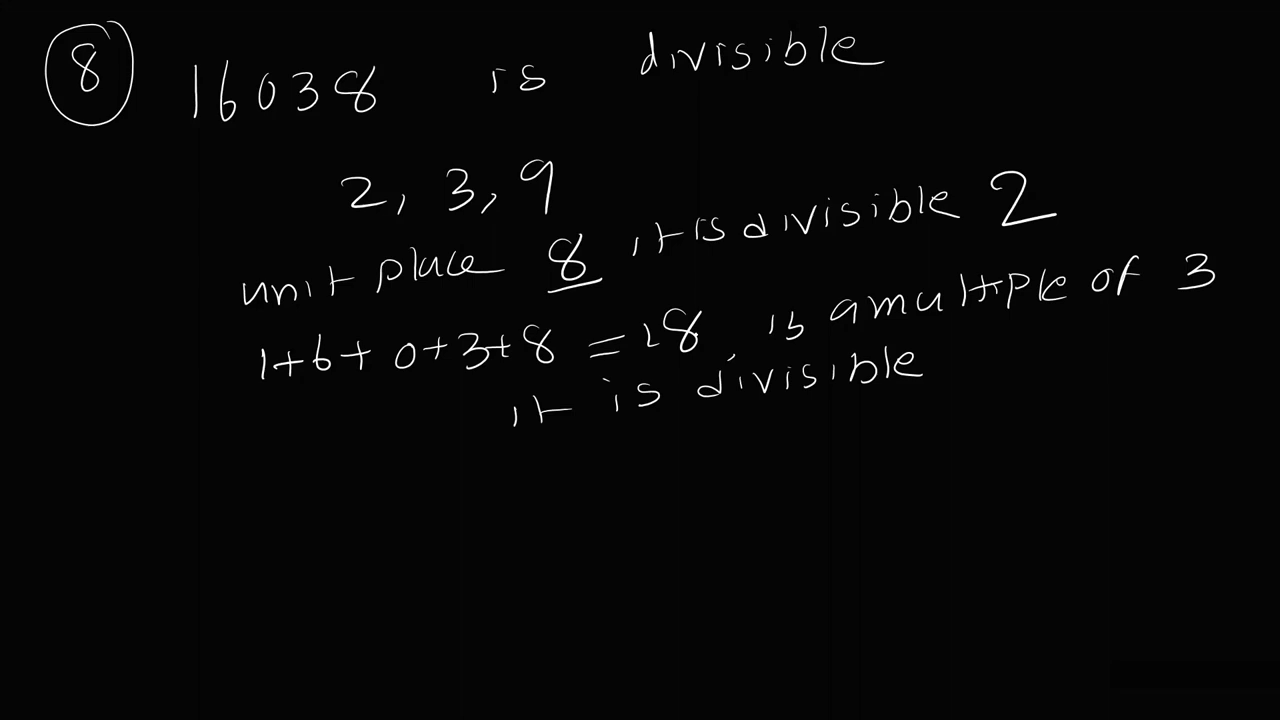 8 16038 is divisible
2, 3, 9
unit place 8 it is divisible 2
1+6+0+3+8 = 18 is a multiple of 3
it is divisible